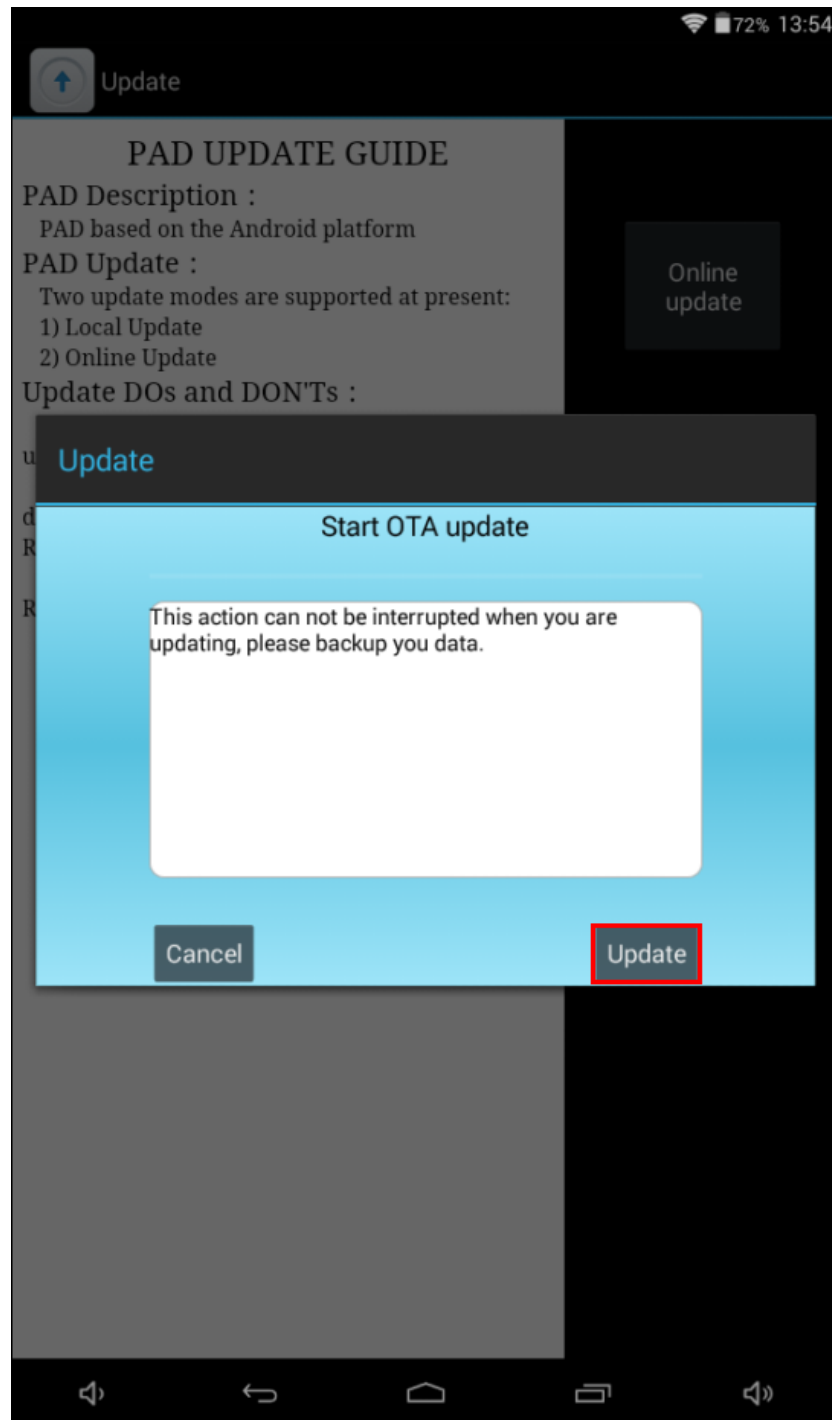 72% 13:54
Update
PAD UPDATE GUIDE
PAD Description :
PAD based on the Android platform
PAD Update :
Two update modes are supported at present:
1) Local Update
2) Online Update
Update DOs and DON'Ts :
Online
update
Update
Start OTA update
This action can not be interrupted when you are
updating, please backup you data.
Cancel
Update